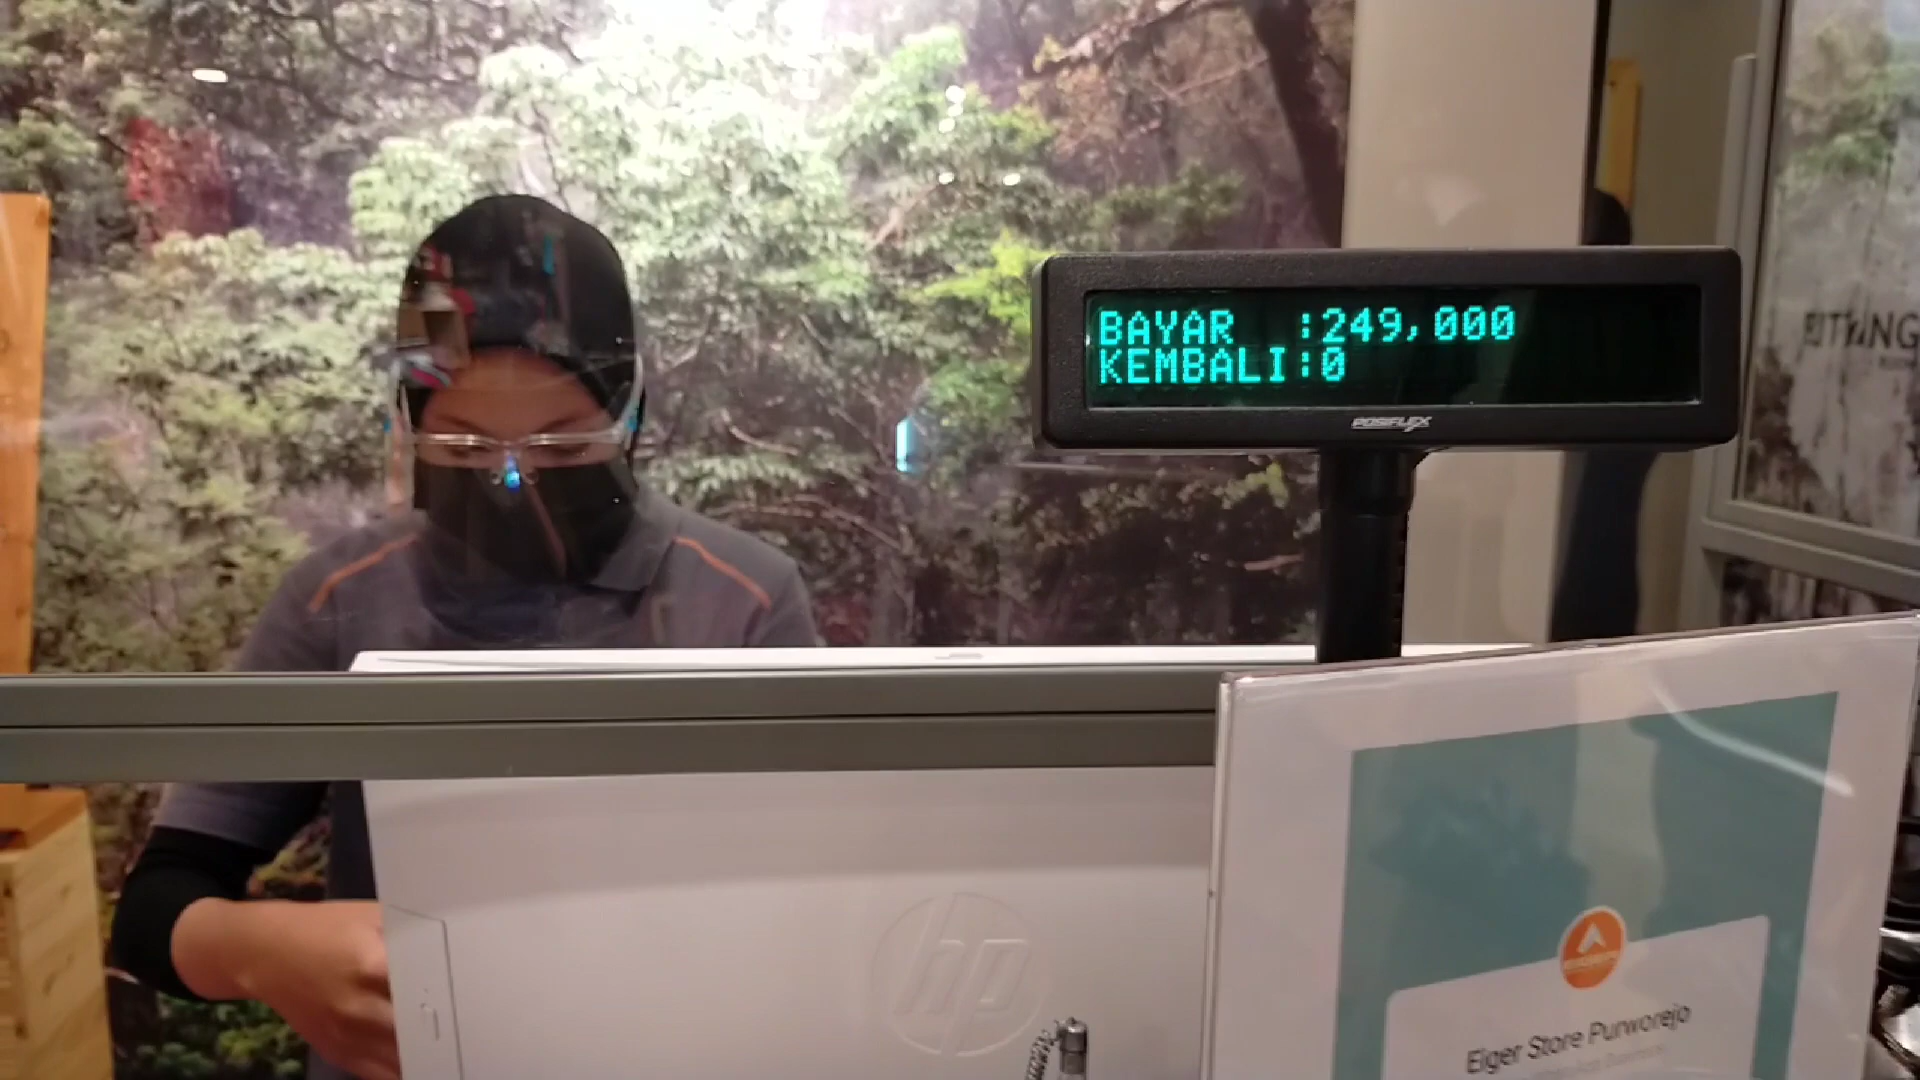 BAYAR :249,000
KEMBALI:0
POSIFLEX
hp
Eiger Store Purworejo